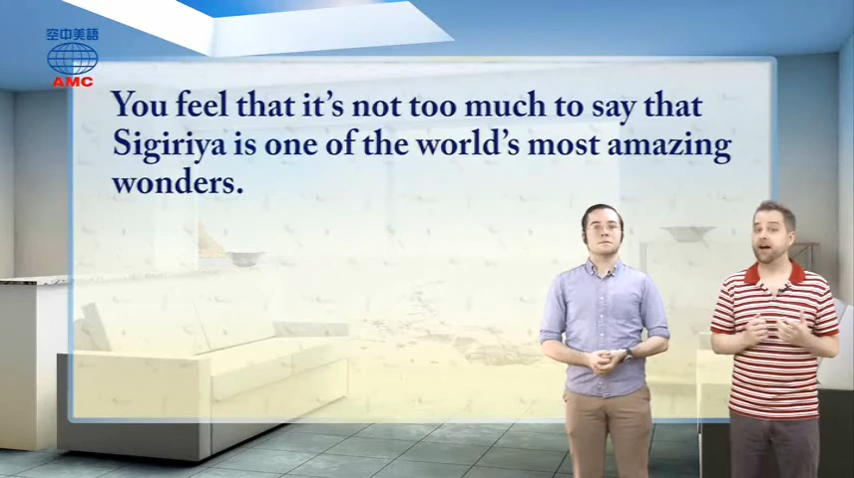 空中美語
AMC
You feel that it's not too much to say that
Sigiriya is one of the world's most amazing
wonders.